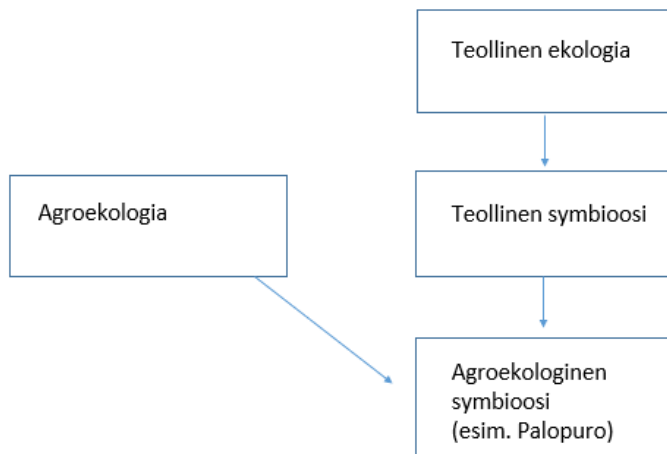 Teollinen ekologia
Agroekologia
Teollinen symbioosi
Agroekologinen
symbioosi
(esim. Palopuro)